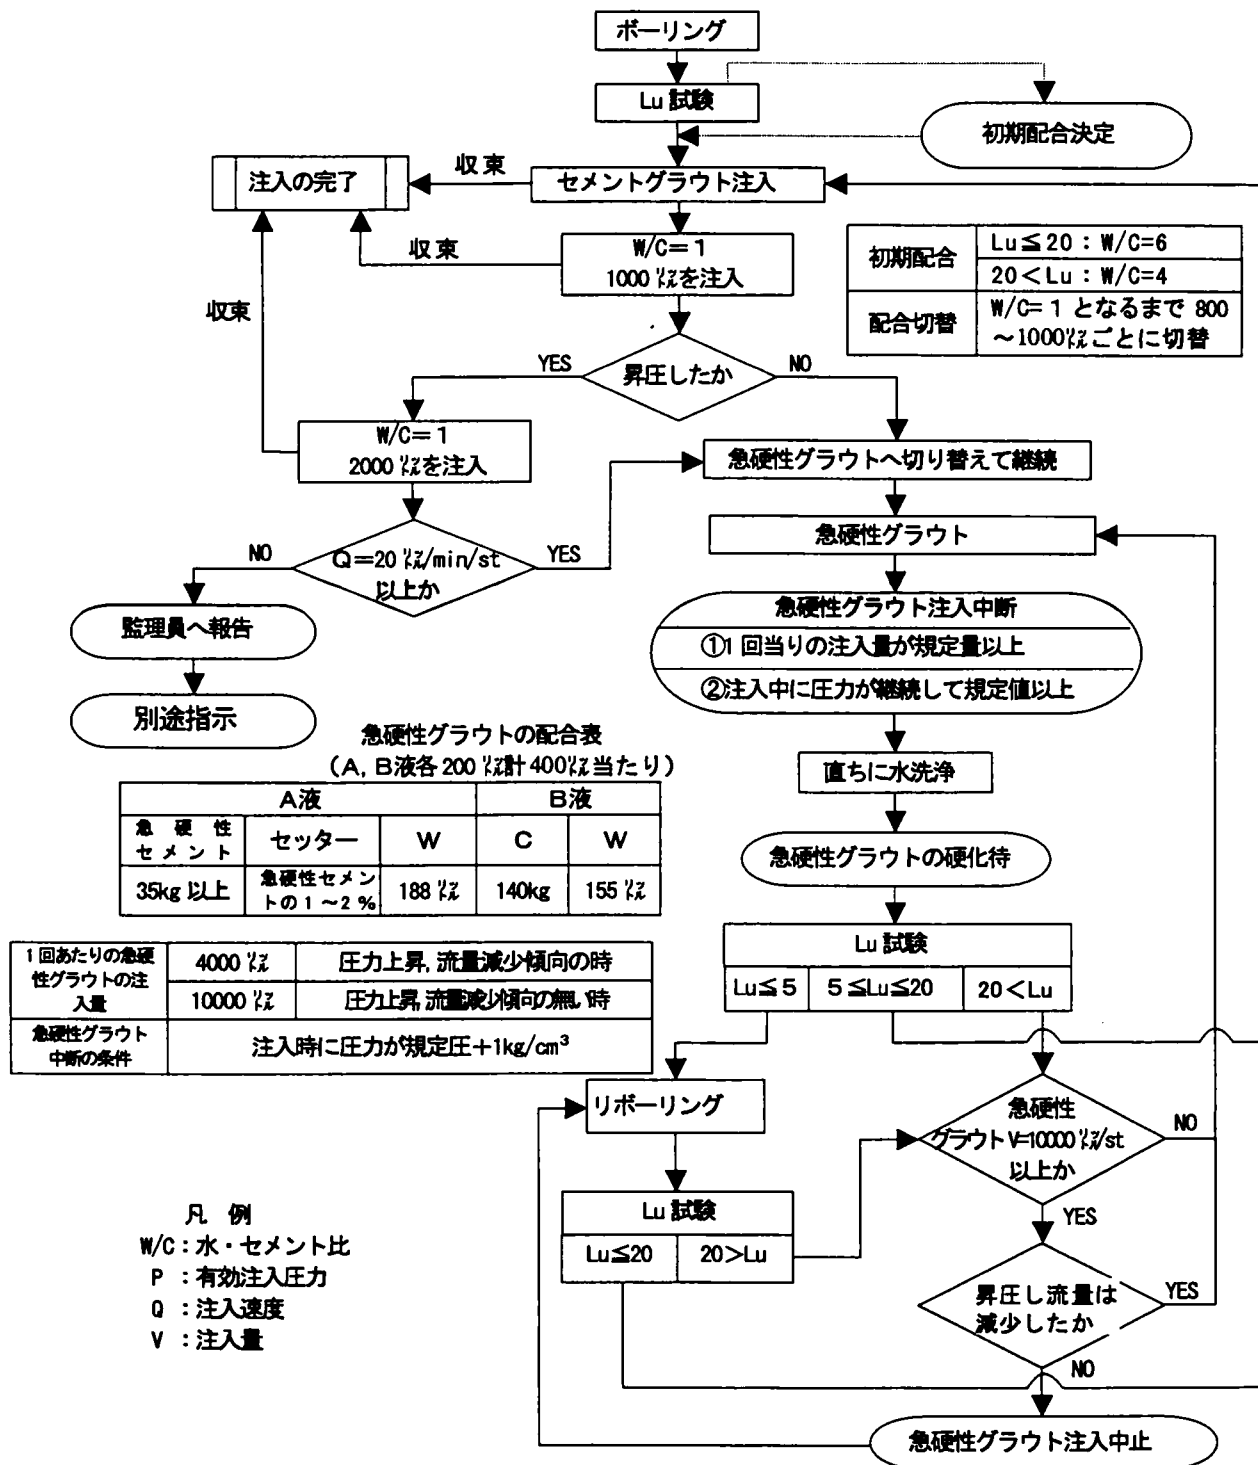 ボーリング
Lu 試験
初期配合決定
注入の完了
収束
セメントグラウト注入
収束
W/C=1
1000 ㍑を注入
収束
初期配合
Lu≦20：W/C=6
20＜Lu：W/C=4
配合切替
W/C=1 となるまで 800
～1000㍑ごとに切替
YES
昇圧したか
NO
W/C=1
2000 ㍑を注入
急硬性グラウトへ切り替えて継続
急硬性グラウト
NO
Q=20 ㍑/min/st
以上か
YES
監理員へ報告
別途指示
急硬性グラウト注入中断
①1 回当りの注入量が規定量以上
②注入中に圧力が継続して規定値以上
直ちに水洗浄
急硬性グラウトの硬化待
急硬性グラウトの配合表
（A, B液各 200 ㍑計 400㍑当たり）
A液
B液
急硬性
セメント
セッター
W
C
W
35kg 以上
急硬性セメン
トの１～２％
188 ㍑
140kg
155 ㍑
Lu 試験
Lu≦5
5≦Lu≦20
20＜Lu
1回あたりの急硬
性グラウトの注
入量
4000 ㍑
圧力上昇, 流量減少傾向の時
10000 ㍑
圧力上昇, 流量減少傾向の無い時
急硬性グラウト
中断の条件
注入時に圧力が規定圧＋1kg/cm³
リボーリング
急硬性
グラウト V=10000 ㍑/st
以上か
NO
YES
Lu 試験
Lu≦20
20＞Lu
昇圧し流量は
減少したか
YES
NO
急硬性グラウト注入中止
凡 例
W/C：水・セメント比
P ：有効注入圧力
Q ：注入速度
V ：注入量